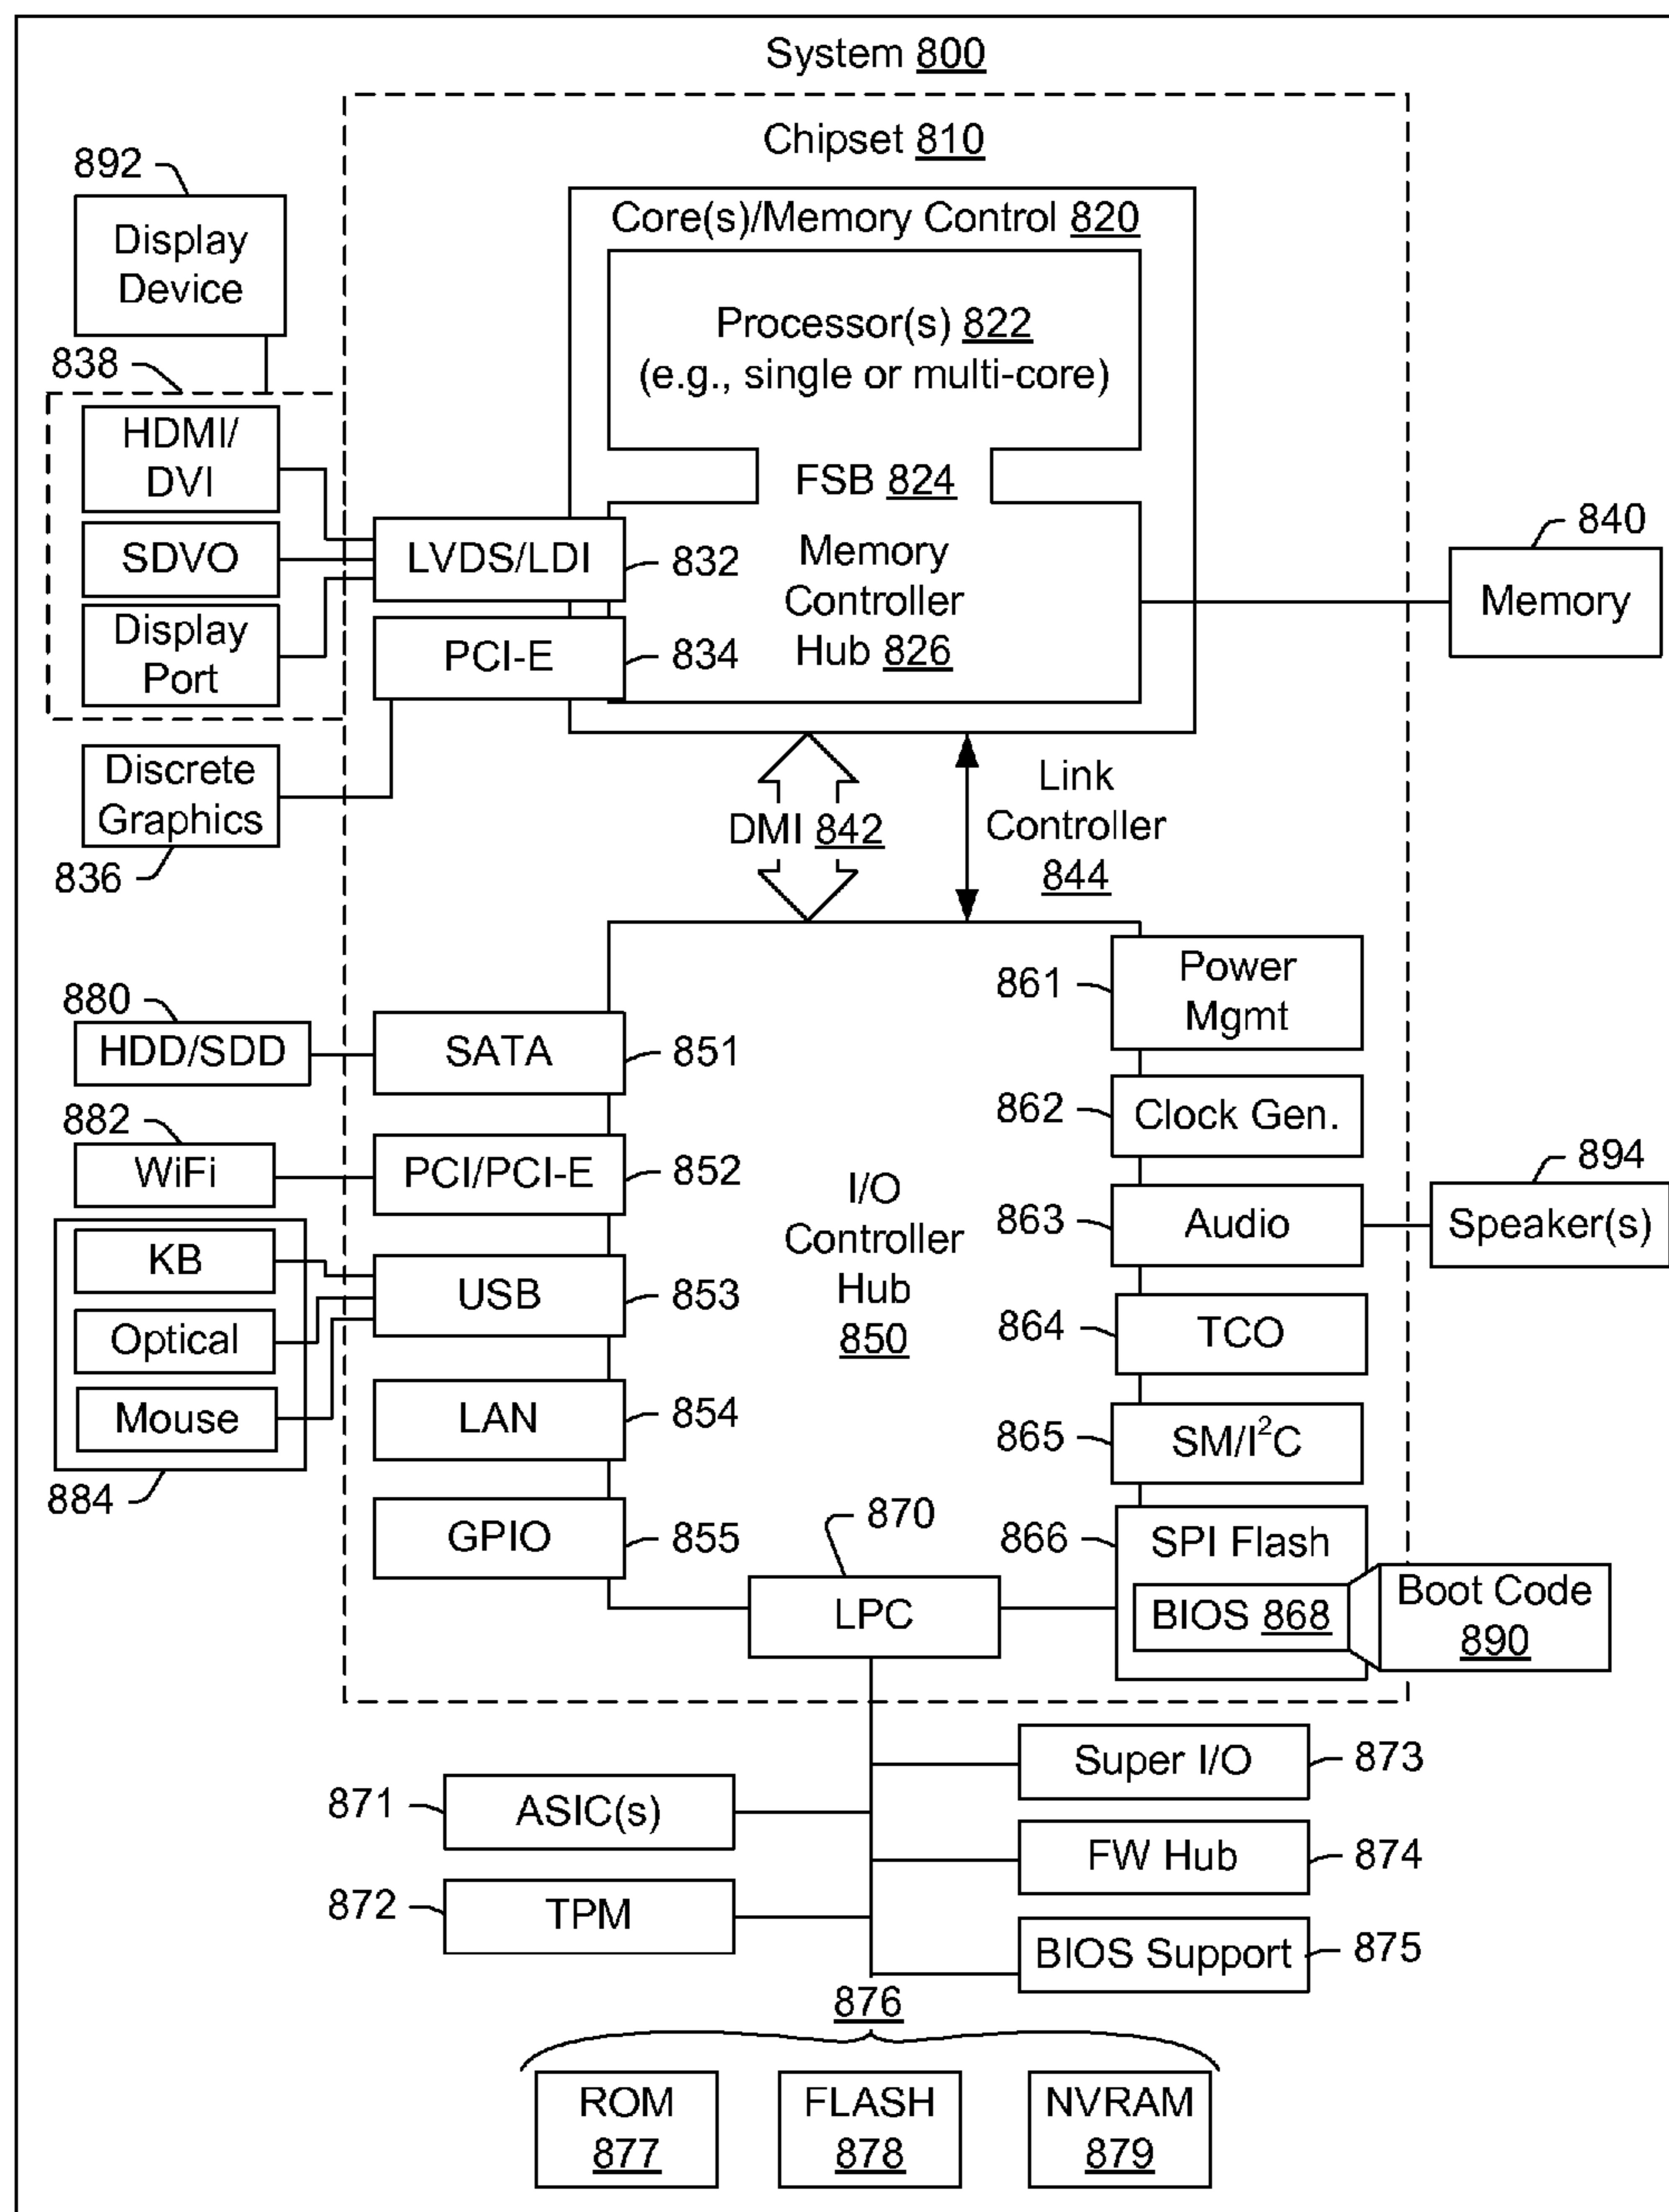 System 800
Chipset 810
892
Display
Device
838
HDMI/
DVI
SDVO
Display
Port
Discrete
Graphics
836
Core(s)/Memory Control 820
Processor(s) 822
(e.g., single or multi-core)
FSB 824
Memory
Controller
Hub 826
LVDS/LDI
832
PCI-E
834
840
Memory
DMI 842
Link
Controller
844
880
HDD/SDD
882
WiFi
KB
Optical
Mouse
884
SATA
851
PCI/PCI-E
852
USB
853
LAN
854
GPIO
855
I/O
Controller
Hub
850
861
Power
Mgmt
862
Clock Gen.
863
Audio
894
Speaker(s)
864
TCO
865
SM/I²C
866
SPI Flash
BIOS 868
Boot Code
890
870
LPC
871
ASIC(s)
872
TPM
Super I/O
873
FW Hub
874
BIOS Support
875
876
ROM
877
FLASH
878
NVRAM
879